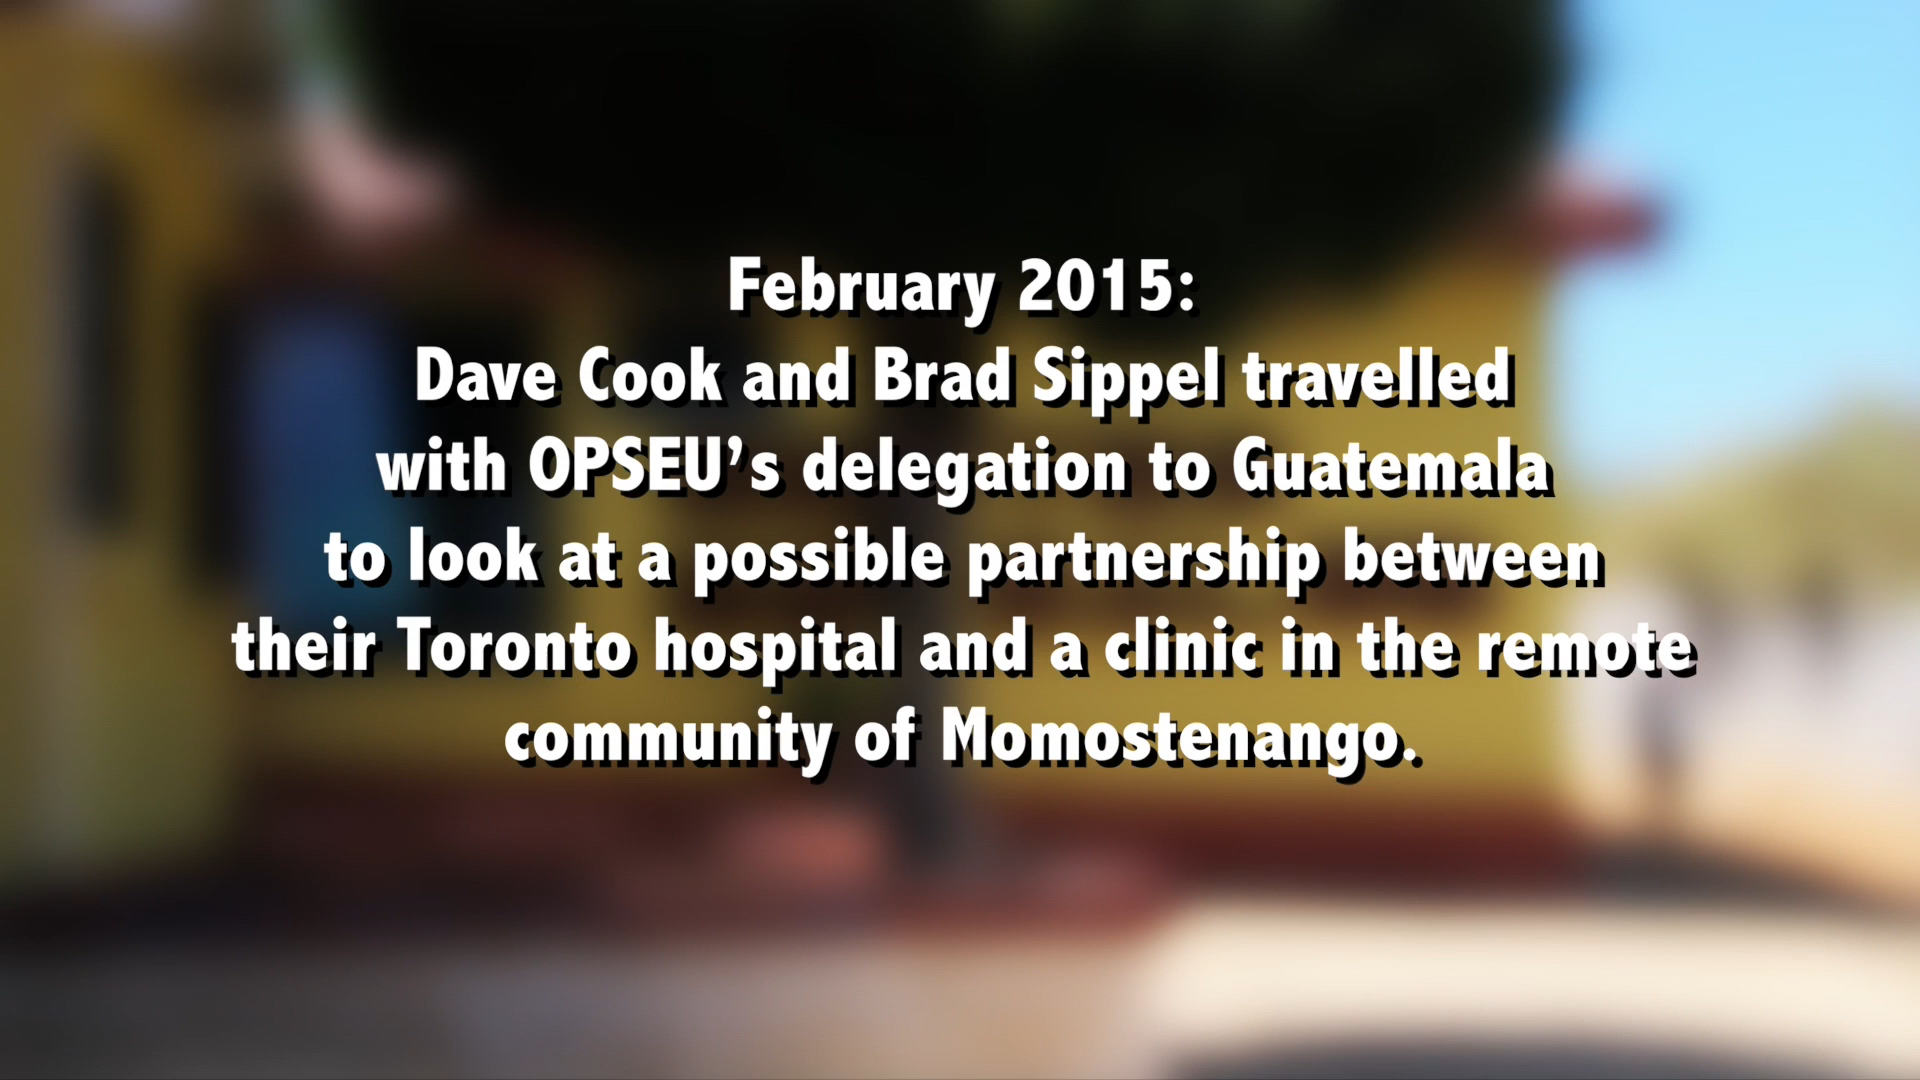 February 2015:
Dave Cook and Brad Sippel travelled
with OPSEU’s delegation to Guatemala
to look at a possible partnership between
their Toronto hospital and a clinic in the remote
community of Momostenango.